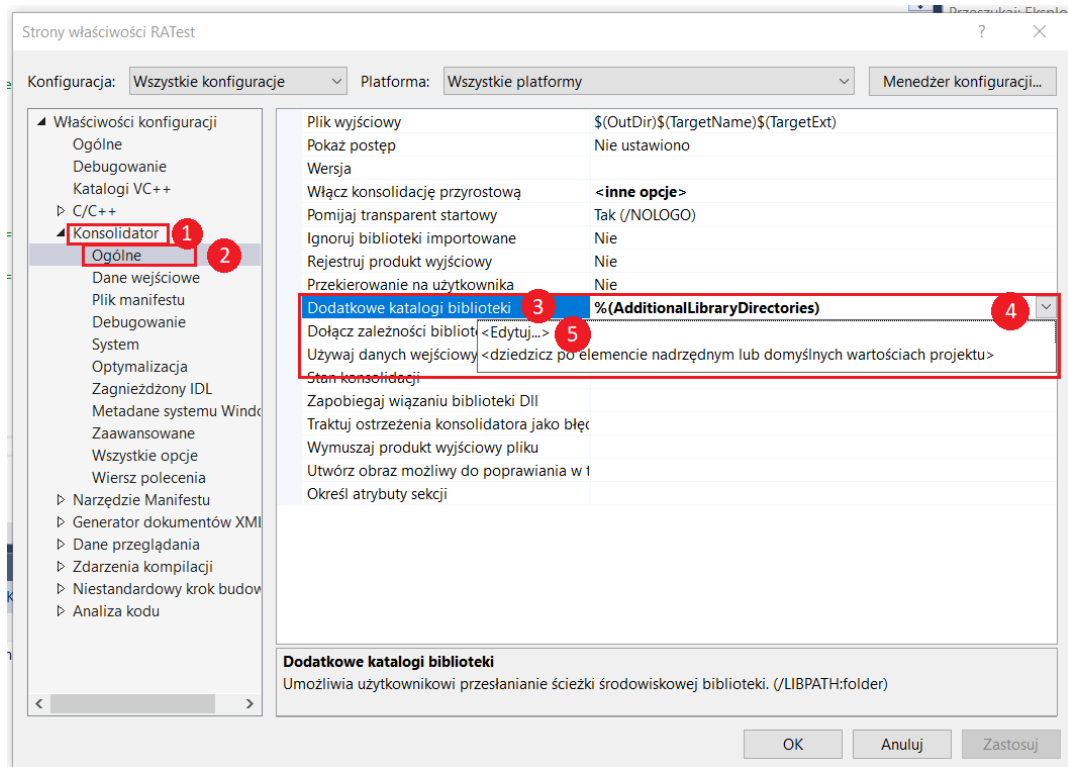 Przeszukaj: Eksplo
Strony właściwości RATest
?
Konfiguracja: Wszystkie konfiguracje Platforma: Wszystkie platformy Menedżer konfiguracji...
Właściwości konfiguracji
Ogólne
Debugowanie
Katalogi VC++
C/C++
Konsolidator 1
Ogólne 2
Dane wejściowe
Plik manifestu
Debugowanie
System
Optymalizacja
Zagnieżdżony IDL
Metadane systemu Windo
Zaawansowane
Wszystkie opcje
Wiersz polecenia
Narzędzie Manifestu
Generator dokumentów XMl
Dane przeglądania
Zdarzenia kompilacji
Niestandardowy krok budow
Analiza kodu
Plik wyjściowy $(OutDir)$(TargetName)$(TargetExt)
Pokaż postęp Nie ustawiono
Wersja
Włącz konsolidację przyrostową <inne opcje>
Pomijaj transparent startowy Tak (/NOLOGO)
Ignoruj biblioteki importowane Nie
Rejestruj produkt wyjściowy Nie
Przekierowanie na użytkownika Nie
Dodatkowe katalogi biblioteki 3 %(AdditionalLibraryDirectories) 4
Dołącz zależności bibliot <Edytuj...> 5
Używaj danych wejściowy <dziedzicz po elemencie nadrzędnym lub domyślnych wartościach projektu>
Stan konsolidacji
Zapobiegaj wiązaniu biblioteki Dll
Traktuj ostrzeżenia konsolidatora jako błęd
Wymuszaj produkt wyjściowy pliku
Utwórz obraz możliwy do poprawiania w t
Określ atrybuty sekcji
Dodatkowe katalogi biblioteki
Umożliwia użytkownikowi przesłanianie ścieżki środowiskowej biblioteki. (/LIBPATH:folder)
OK Anuluj Zastosuj